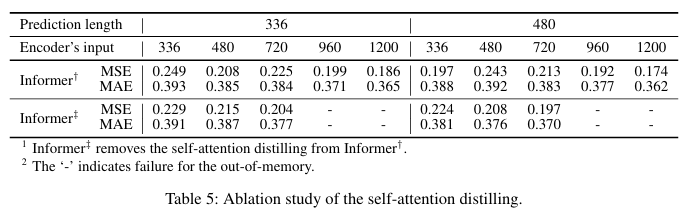 Prediction length 336 480
Encoder's input 336 480 720 960 1200 336 480 720 960 1200
Informer† MSE 0.249 0.208 0.225 0.199 0.186 0.197 0.243 0.213 0.192 0.174
MAE 0.393 0.385 0.384 0.371 0.365 0.388 0.392 0.383 0.377 0.362
Informer‡ MSE 0.229 0.215 0.204 - - 0.224 0.208 0.197 - -
MAE 0.391 0.387 0.377 - - 0.381 0.376 0.370 - -
1 Informer‡ removes the self-attention distilling from Informer†.
2 The ‘-’ indicates failure for the out-of-memory.
Table 5: Ablation study of the self-attention distilling.